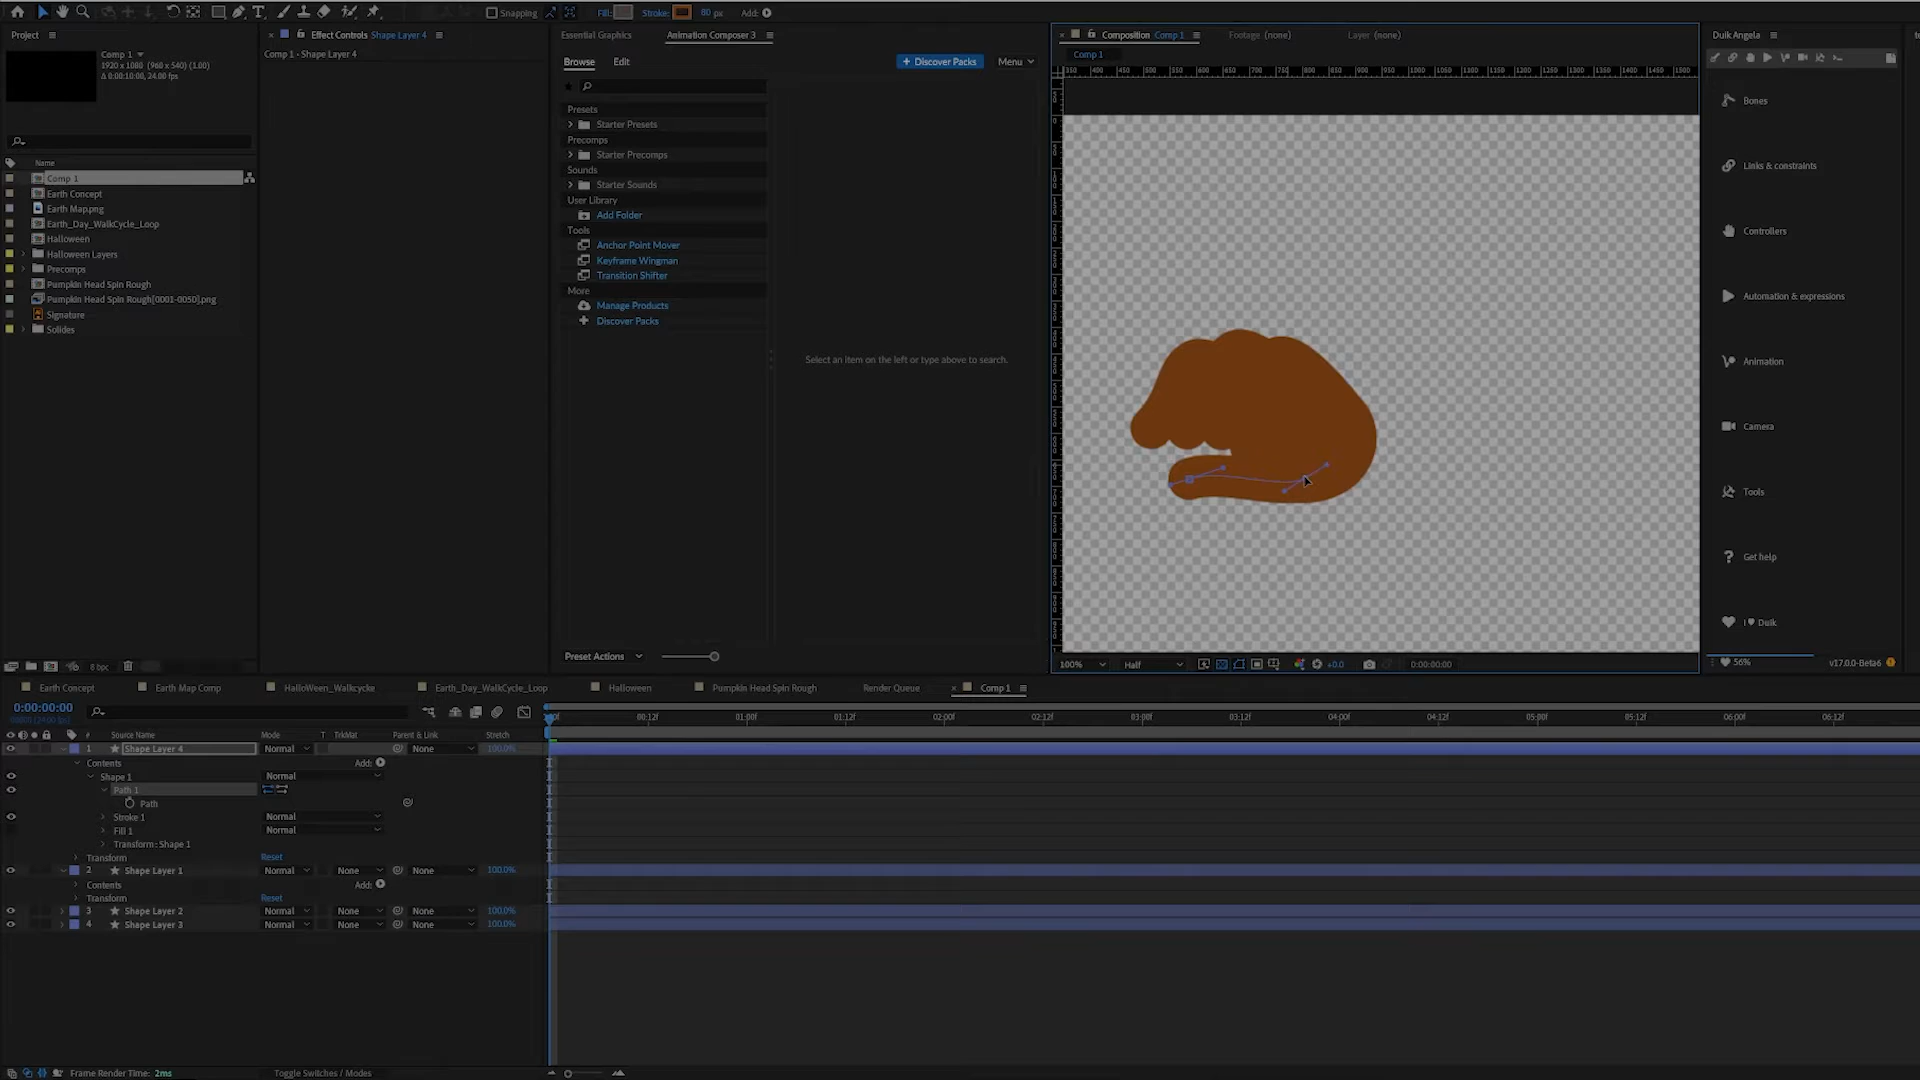 Snapping
Fill:
Stroke:
80 px
Add:
Project
Effect Controls Shape Layer 4
Essential Graphics
Animation Composer 3
Composition Comp 1
Footage (none)
Layer (none)
Duik Angela
Comp 1
1920 x 1080 (960 x 540) (1.00)
Δ 0:00:10:00, 24.00 fps
Comp 1 · Shape Layer 4
Browse
Edit
+ Discover Packs
Menu
Comp 1
350 400 450 500 550 600 650 700 750 800 850 900 950 1000 1050 1100 1150 1200 1250 1300 1350 1400 1450 1500
Name
Comp 1
Earth Concept
Earth Map.png
Earth_Day_WalkCycle_Loop
Halloween
Halloween Layers
Precomps
Pumpkin Head Spin Rough
Pumpkin Head Spin Rough[0001-0050].png
Signature
Solides
Presets
Starter Presets
Precomps
Starter Precomps
Sounds
Starter Sounds
User Library
Add Folder
Tools
Anchor Point Mover
Keyframe Wingman
Transition Shifter
More
Manage Products
Discover Packs
Select an item on the left or type above to search.
Bones
Links & constraints
Controllers
Automation & expressions
Animation
Camera
Tools
Get help
I ♥ Duik
56%
v17.0.0-Beta6
8 bpc
Preset Actions
100%
Half
+0.0
0:00:00:00
Earth Concept
Earth Map Comp
HalloWeen_Walkcycke
Earth_Day_WalkCycle_Loop
Halloween
Pumpkin Head Spin Rough
Render Queue
Comp 1
0:00:00:00
00000 (24.00 fps)
00:12f
01:00f
01:12f
02:00f
02:12f
03:00f
03:12f
04:00f
04:12f
05:00f
05:12f
06:00f
06:12f
# Source Name Mode T TrkMat Parent & Link Stretch
1 Shape Layer 4 Normal None 100.0%
Contents Add:
Shape 1 Normal
Path 1
Path
Stroke 1 Normal
Fill 1 Normal
Transform: Shape 1
Transform Reset
2 Shape Layer 1 Normal None None 100.0%
Contents Add:
Transform Reset
3 Shape Layer 2 Normal None None 100.0%
4 Shape Layer 3 Normal None None 100.0%
Frame Render Time: 2ms
Toggle Switches / Modes